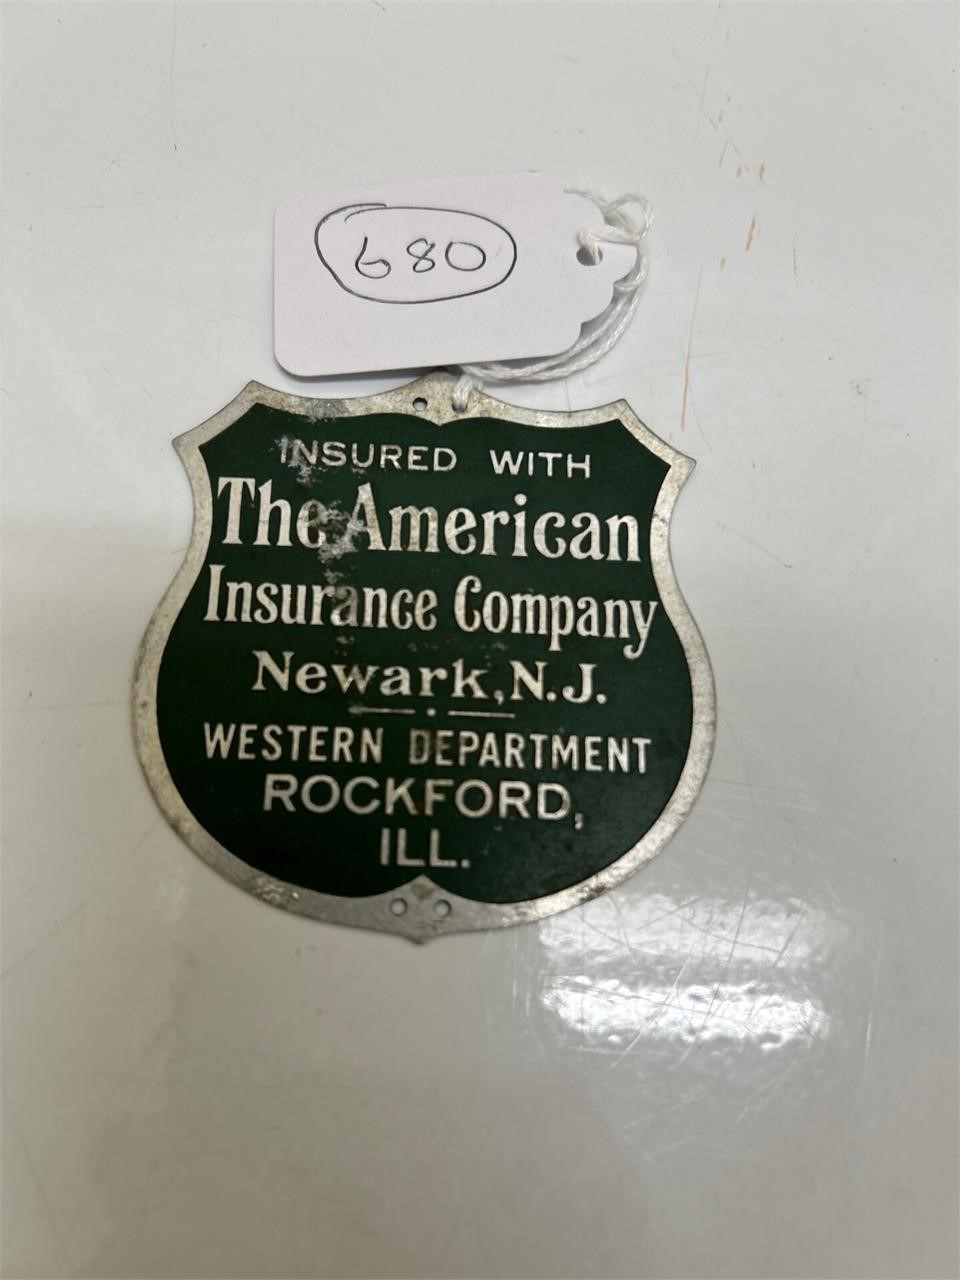 680
INSURED WITH
The American
Insurance Company
Newark, N.J.
WESTERN DEPARTMENT
ROCKFORD,
ILL.